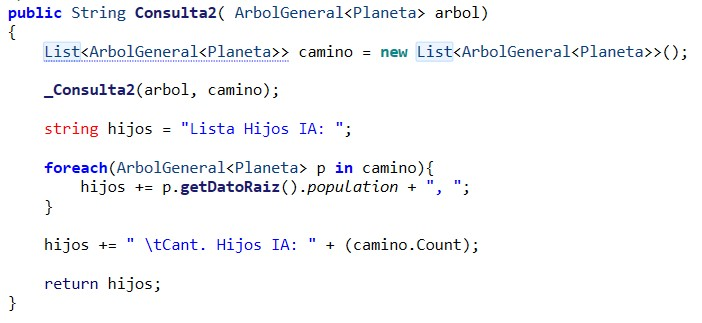 public String Consulta2( ArbolGeneral<Planeta> arbol)
{
List<ArbolGeneral<Planeta>> camino = new List<ArbolGeneral<Planeta>>();
_Consulta2(arbol, camino);
string hijos = "Lista Hijos IA: ";
foreach(ArbolGeneral<Planeta> p in camino){
hijos += p.getDatoRaiz().population + ", ";
}
hijos += " \tCant. Hijos IA: " + (camino.Count);
return hijos;
}